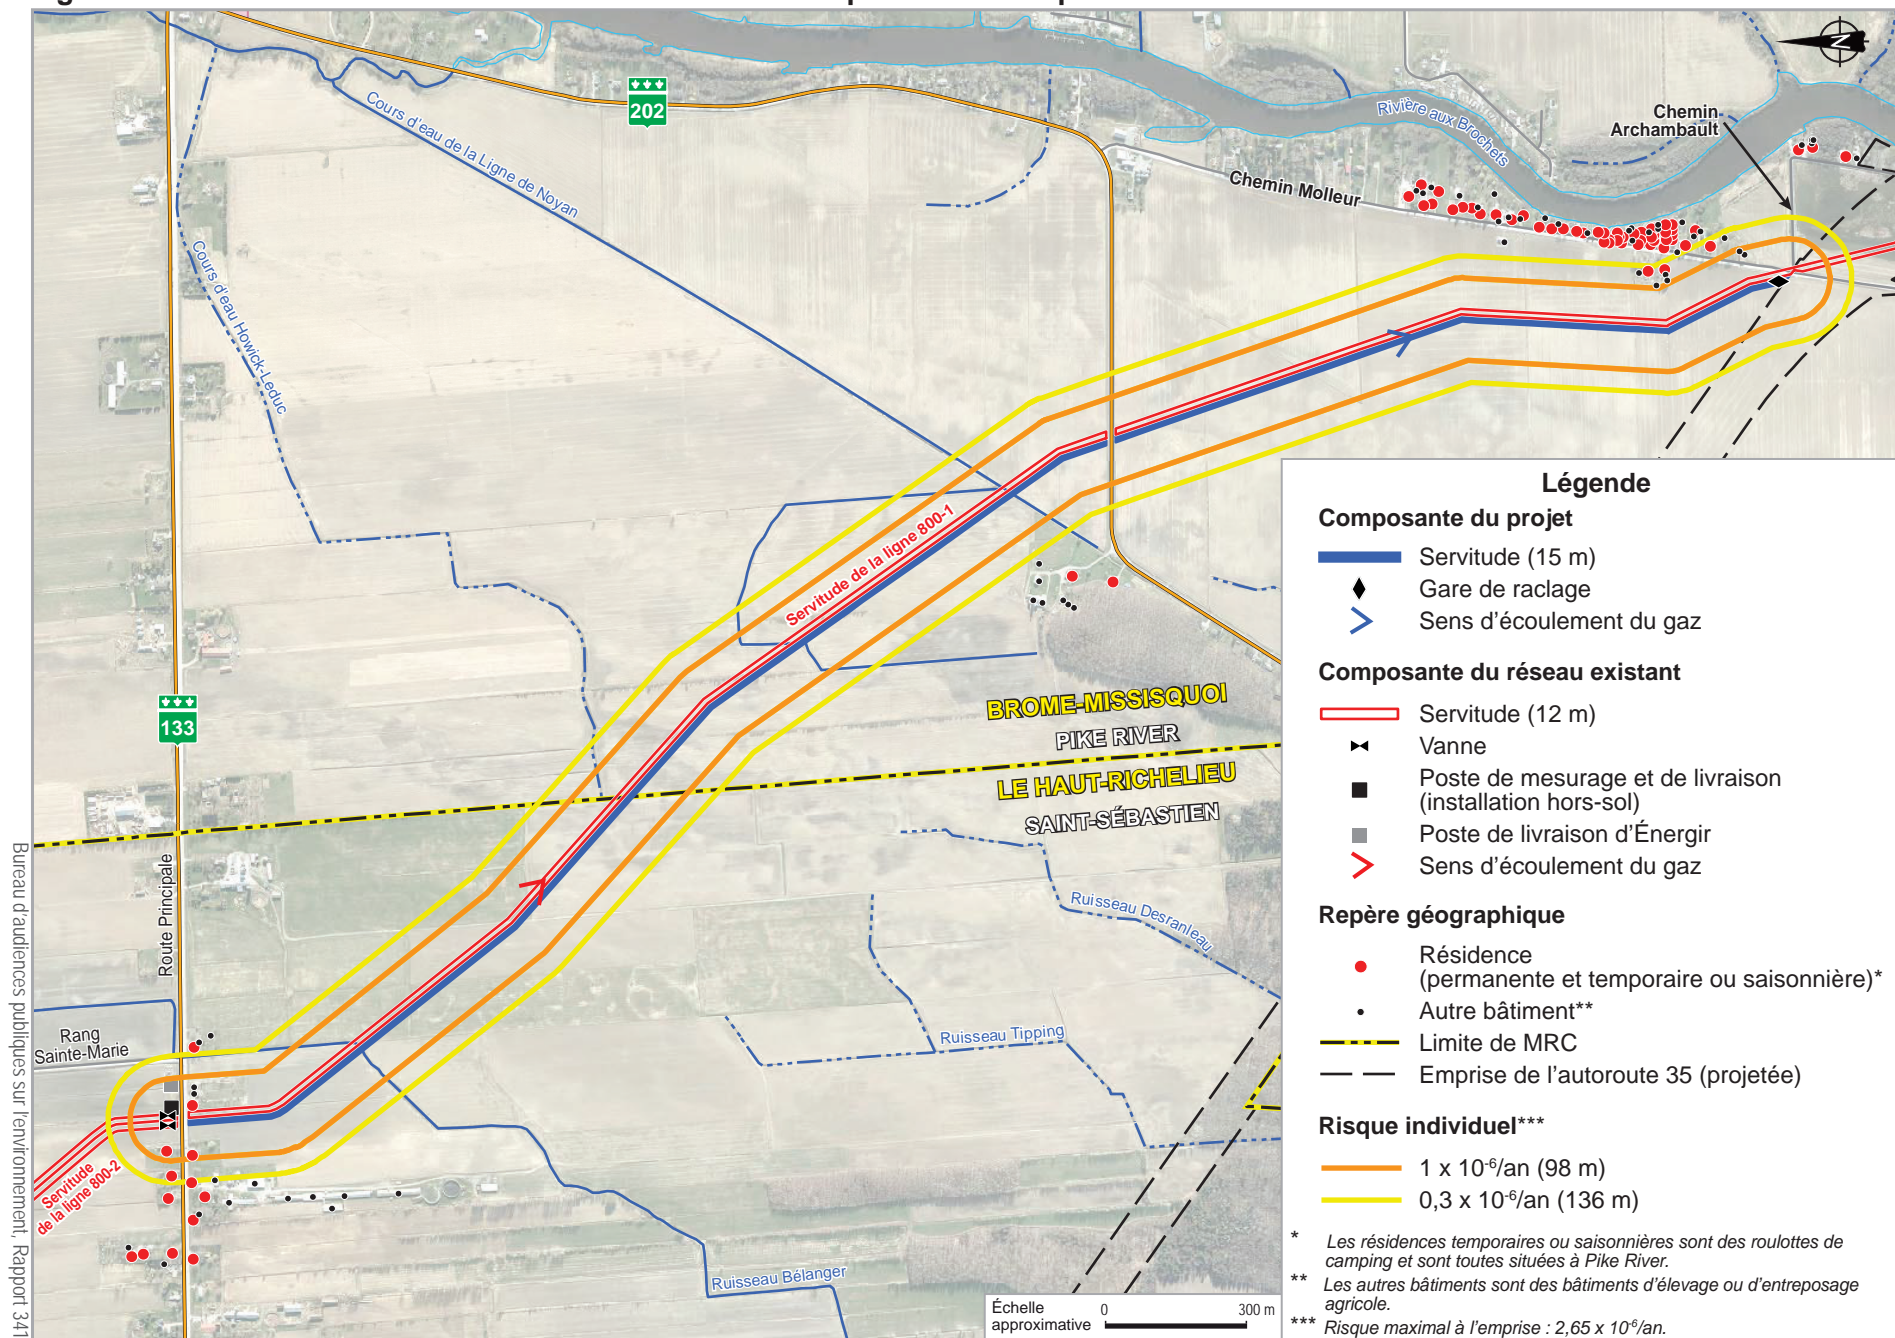 202
Cours d'eau de la Ligne de Noyan
Rivière aux Brochets
N
Chemin
Archambault
Chemin Molleur
Cours d'eau Howick-Leduc
Servitude de la ligne 800-1
133
BROME-MISSISQUOI
PIKE RIVER
LE HAUT-RICHELIEU
SAINT-SÉBASTIEN
Route Principale
Ruisseau Desranleau
Rang
Sainte-Marie
Ruisseau Tipping
Servitude
de la ligne 800-2
Ruisseau Bélanger
Échelle
approximative
0 300 m
Légende
Composante du projet
Servitude (15 m)
Gare de raclage
Sens d'écoulement du gaz
Composante du réseau existant
Servitude (12 m)
Vanne
Poste de mesurage et de livraison
(installation hors-sol)
Poste de livraison d'Énergir
Sens d'écoulement du gaz
Repère géographique
Résidence
(permanente et temporaire ou saisonnière)*
Autre bâtiment**
Limite de MRC
Emprise de l'autoroute 35 (projetée)
Risque individuel***
1 x 10⁻⁶/an (98 m)
0,3 x 10⁻⁶/an (136 m)
* Les résidences temporaires ou saisonnières sont des roulottes de
camping et sont toutes situées à Pike River.
** Les autres bâtiments sont des bâtiments d'élevage ou d'entreposage
agricole.
*** Risque maximal à l'emprise : 2,65 x 10⁻⁶/an.
Bureau d'audiences publiques sur l'environnement, Rapport 341